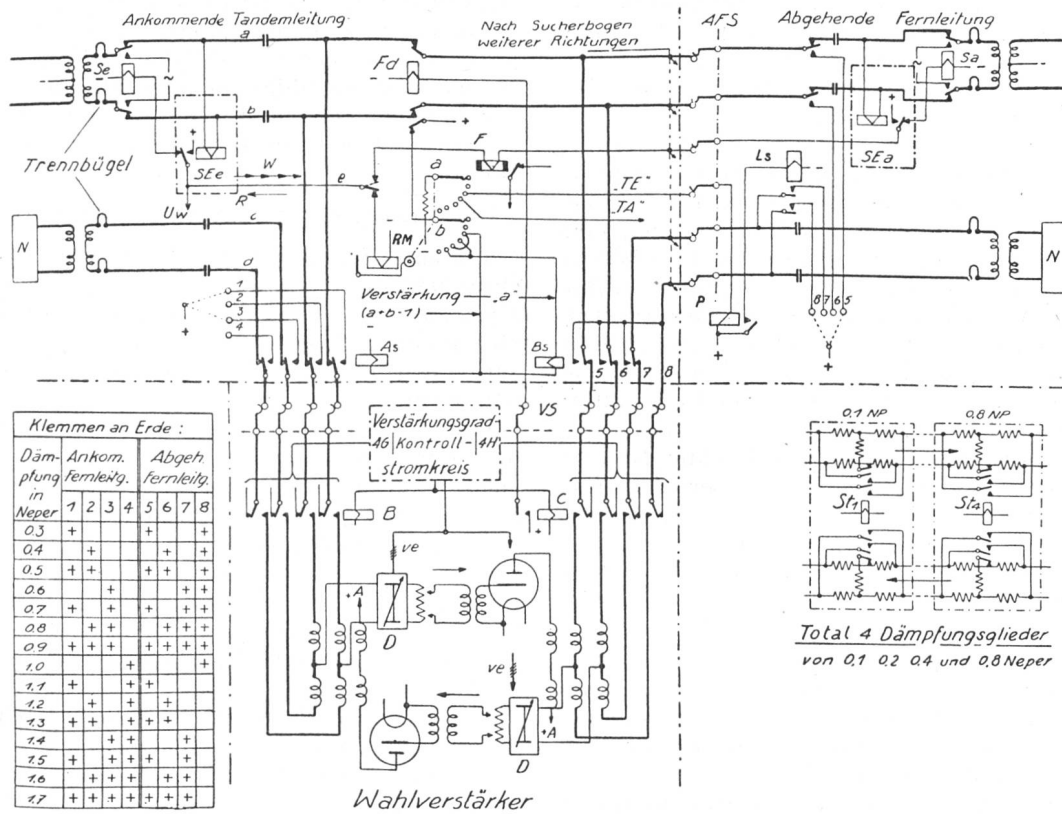 Ankommende Tandemleitung
Nach Sucherbogen
weiterer Richtungen
AFS
Abgehende Fernleitung
a
Se
Fd
Sa
~
~
b
+
+
+
F
SEe
SEa
Trennbügel
W
R
e
a
Ls
"TE"
"TA"
Uw
b
N
c
RM
N
d
Verstärkung "a"
(a+b-1)
1
2
3
4
+
P
8 7 6 5
+
+
As
Bs
5 6 7 8
VS
Verstärkungsgrad-
4G Kontroll- 4H
stromkreis
B
C
+
ve
+A
D
ve
+A
D
Wahlverstärker
0,1 NP
0,8 NP
St1
St4
Total 4 Dämpfungsglieder
von 0,1 0,2 0,4 und 0,8 Neper
Klemmen an Erde :
Däm-
pfung
in
Neper
Ankom.
Fernleitg.
Abgeh.
Fernleitg.
1 2 3 4 5 6 7 8
0.3 + + +
0.4 + + +
0.5 + + + + +
0.6 + + +
0.7 + + + + +
0.8 + + + + +
0.9 + + + + + + +
1.0 + +
1,1 + + +
1.2 + + +
1.3 + + + + +
1.4 + + +
1.5 + + + + +
1.6 + + + + +
1.7 + + + + + + +